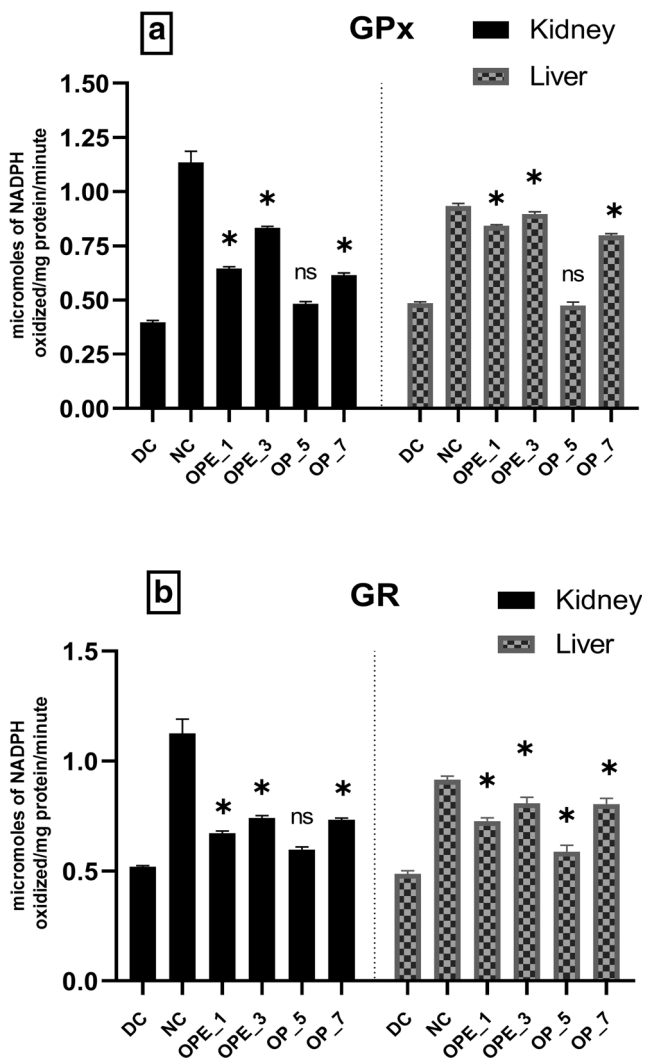 a
GPx
Kidney
Liver
micromoles of NADPH
oxidized/mg protein/minute
1.50
1.25
1.00
0.75
0.50
0.25
0.00
* * ns *
* * ns *
DC NC OPE_1 OPE_3 OP_5 OP_7
DC NC OPE_1 OPE_3 OP_5 OP_7
b
GR
Kidney
Liver
micromoles of NADPH
oxidized/mg protein/minute
1.5
1.0
0.5
0.0
* * ns *
* * * *
DC NC OPE_1 OPE_3 OP_5 OP_7
DC NC OPE_1 OPE_3 OP_5 OP_7